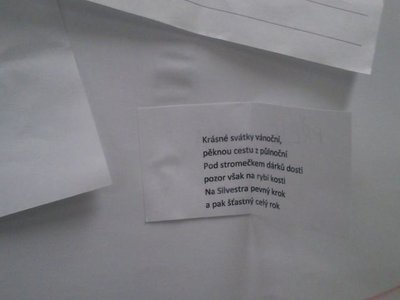 Krásné svátky vánoční,
pěknou cestu z půlnoční
Pod stromečkem dárků dosti
pozor však na rybí kosti
Na Silvestra pevný krok
a pak šťastný celý rok